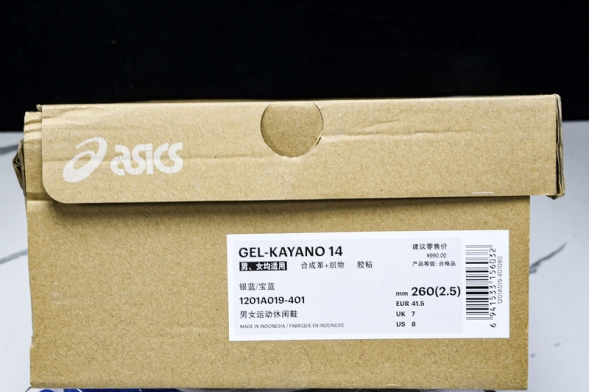 asics
GEL-KAYANO 14
男、女均适用 合成革+织物 胶粘
银蓝/宝蓝
1201A019-401
男女运动休闲鞋
MADE IN INDONESIA / FABRIQUE EN INDONESIE
建议零售价
¥890.00
产品等级: 合格品
mm 260(2.5)
EUR 41.5
UK 7
US 8
6 941533 156032